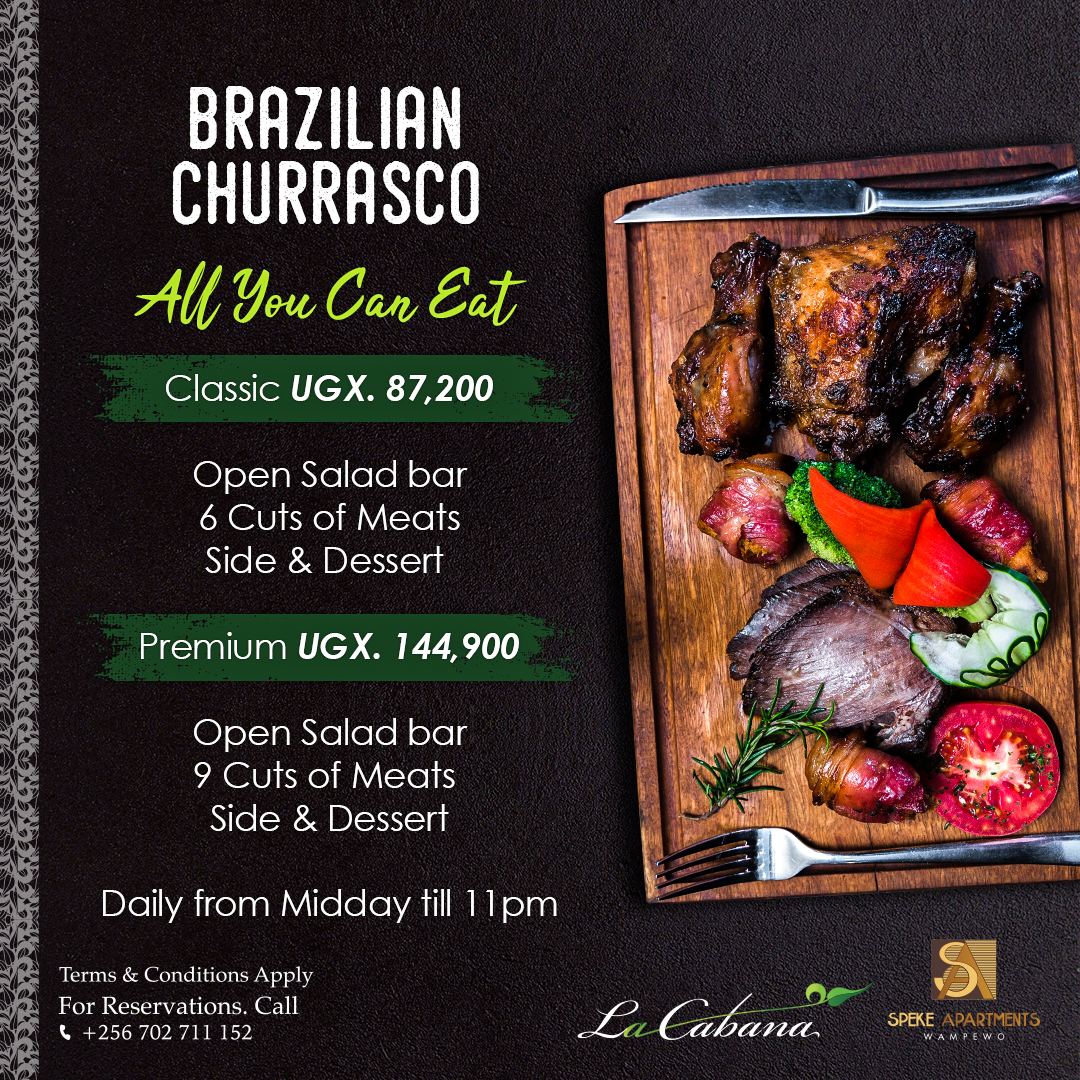 BRAZILIAN
CHURRASCO
All You Can Eat
Classic UGX. 87,200
Open Salad bar
6 Cuts of Meats
Side & Dessert
Premium UGX. 144,900
Open Salad bar
9 Cuts of Meats
Side & Dessert
Daily from Midday till 11pm
Terms & Conditions Apply
For Reservations. Call
+256 702 711 152
La Cabana
SA
SPEKE APARTMENTS
WAMPEWO